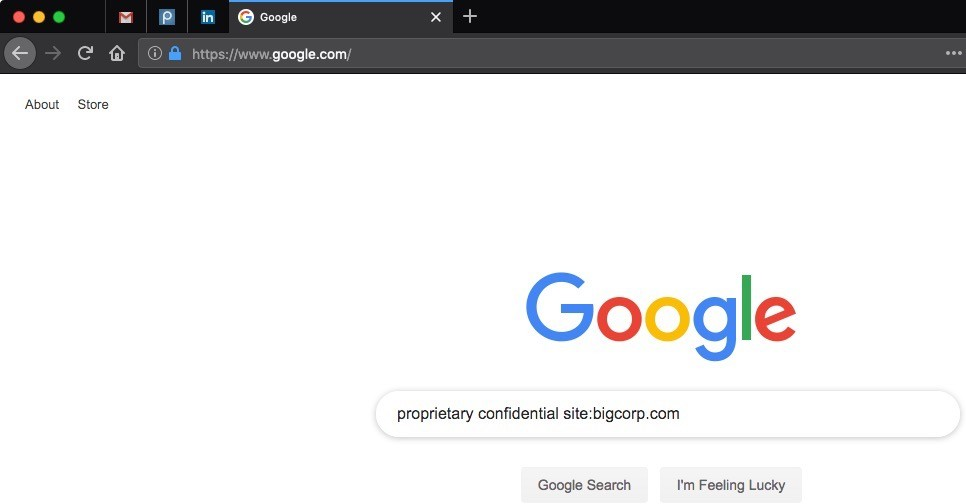 Google
https://www.google.com/
About Store
Google
proprietary confidential site:bigcorp.com
Google Search I'm Feeling Lucky